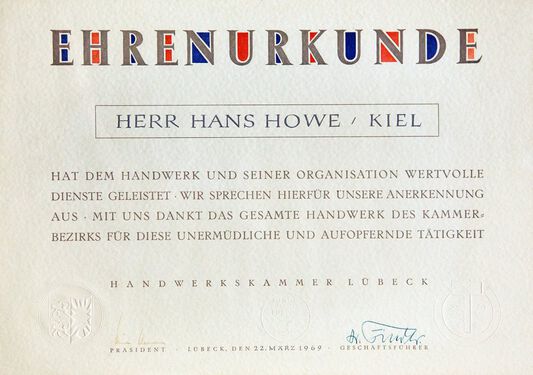 EHRENURKUNDE
HERR HANS HOWE / KIEL
HAT DEM HANDWERK UND SEINER ORGANISATION WERTVOLLE
DIENSTE GELEISTET · WIR SPRECHEN HIERFÜR UNSERE ANERKENNUNG
AUS · MIT UNS DANKT DAS GESAMTE HANDWERK DES KAMMER=
BEZIRKS FÜR DIESE UNERMÜDLICHE UND AUFOPFERNDE TÄTIGKEIT
HANDWERKSKAMMER LÜBECK
PRÄSIDENT · LÜBECK, DEN 22. MÄRZ 1969 · GESCHÄFTSFÜHRER